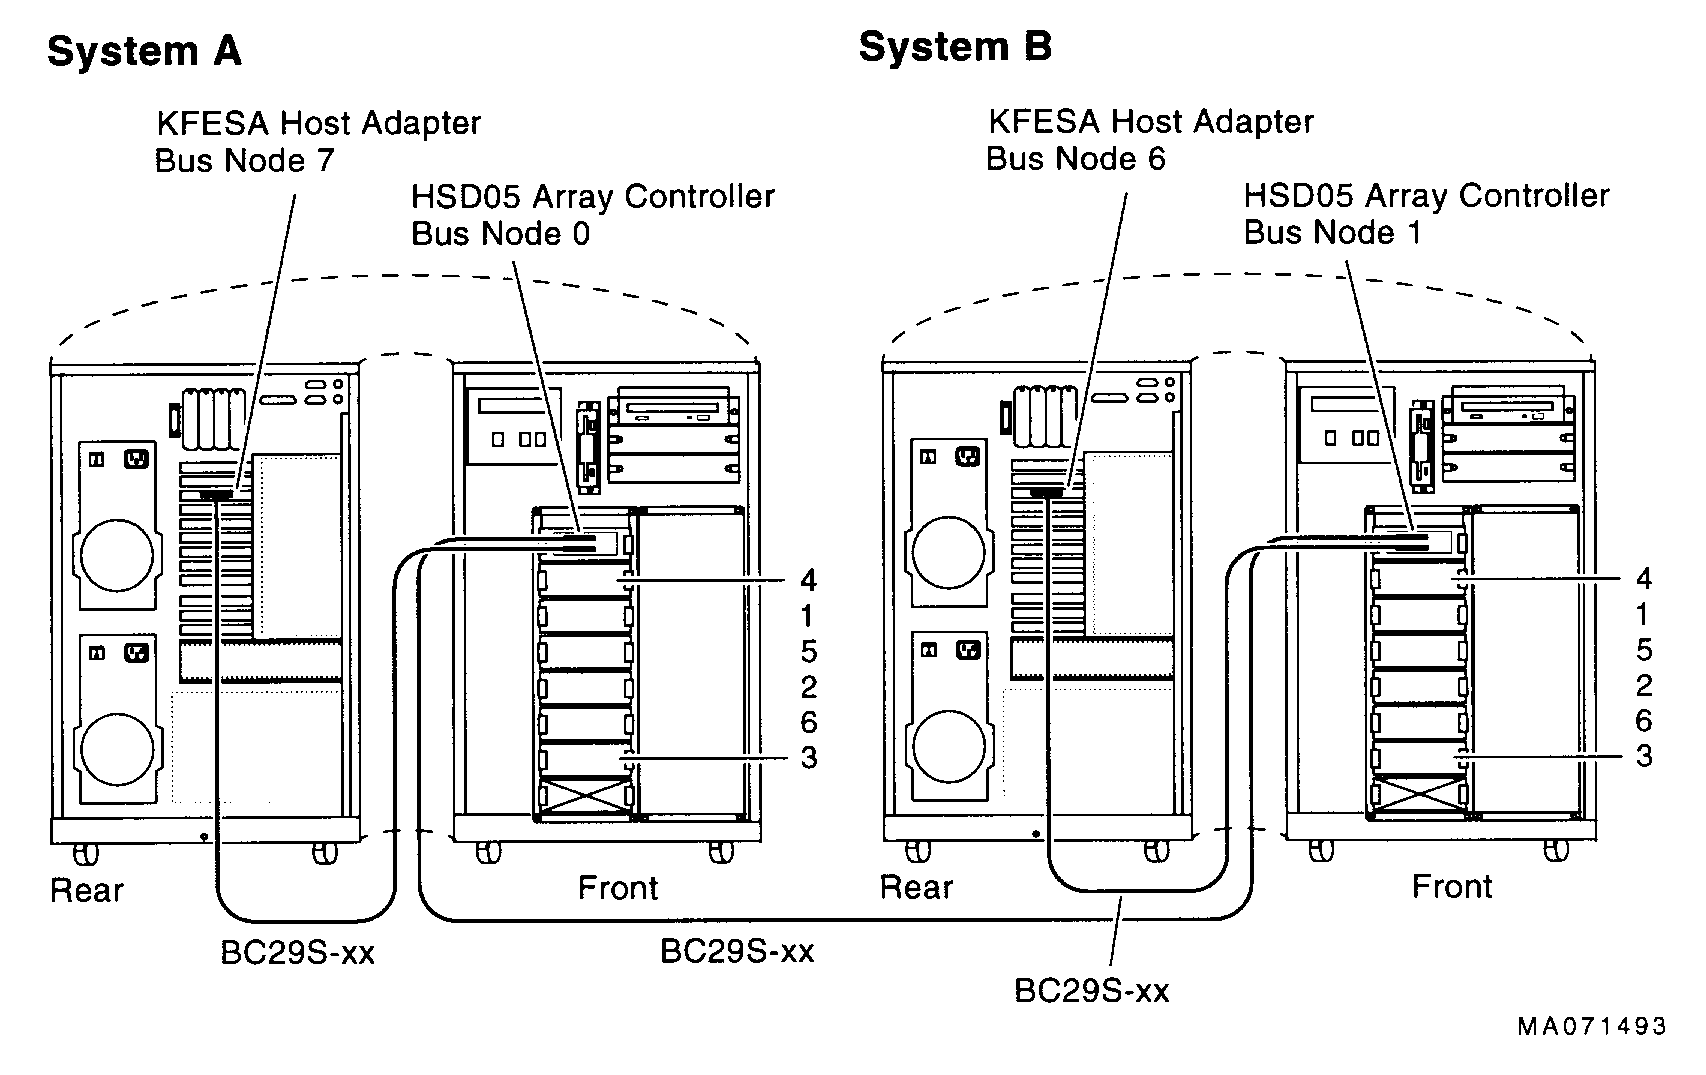 System A
System B
KFESA Host Adapter
Bus Node 7
HSD05 Array Controller
Bus Node 0
KFESA Host Adapter
Bus Node 6
HSD05 Array Controller
Bus Node 1
4
1
5
2
6
3
4
1
5
2
6
3
Rear
Front
Rear
Front
BC29S-xx
BC29S-xx
BC29S-xx
MA071493